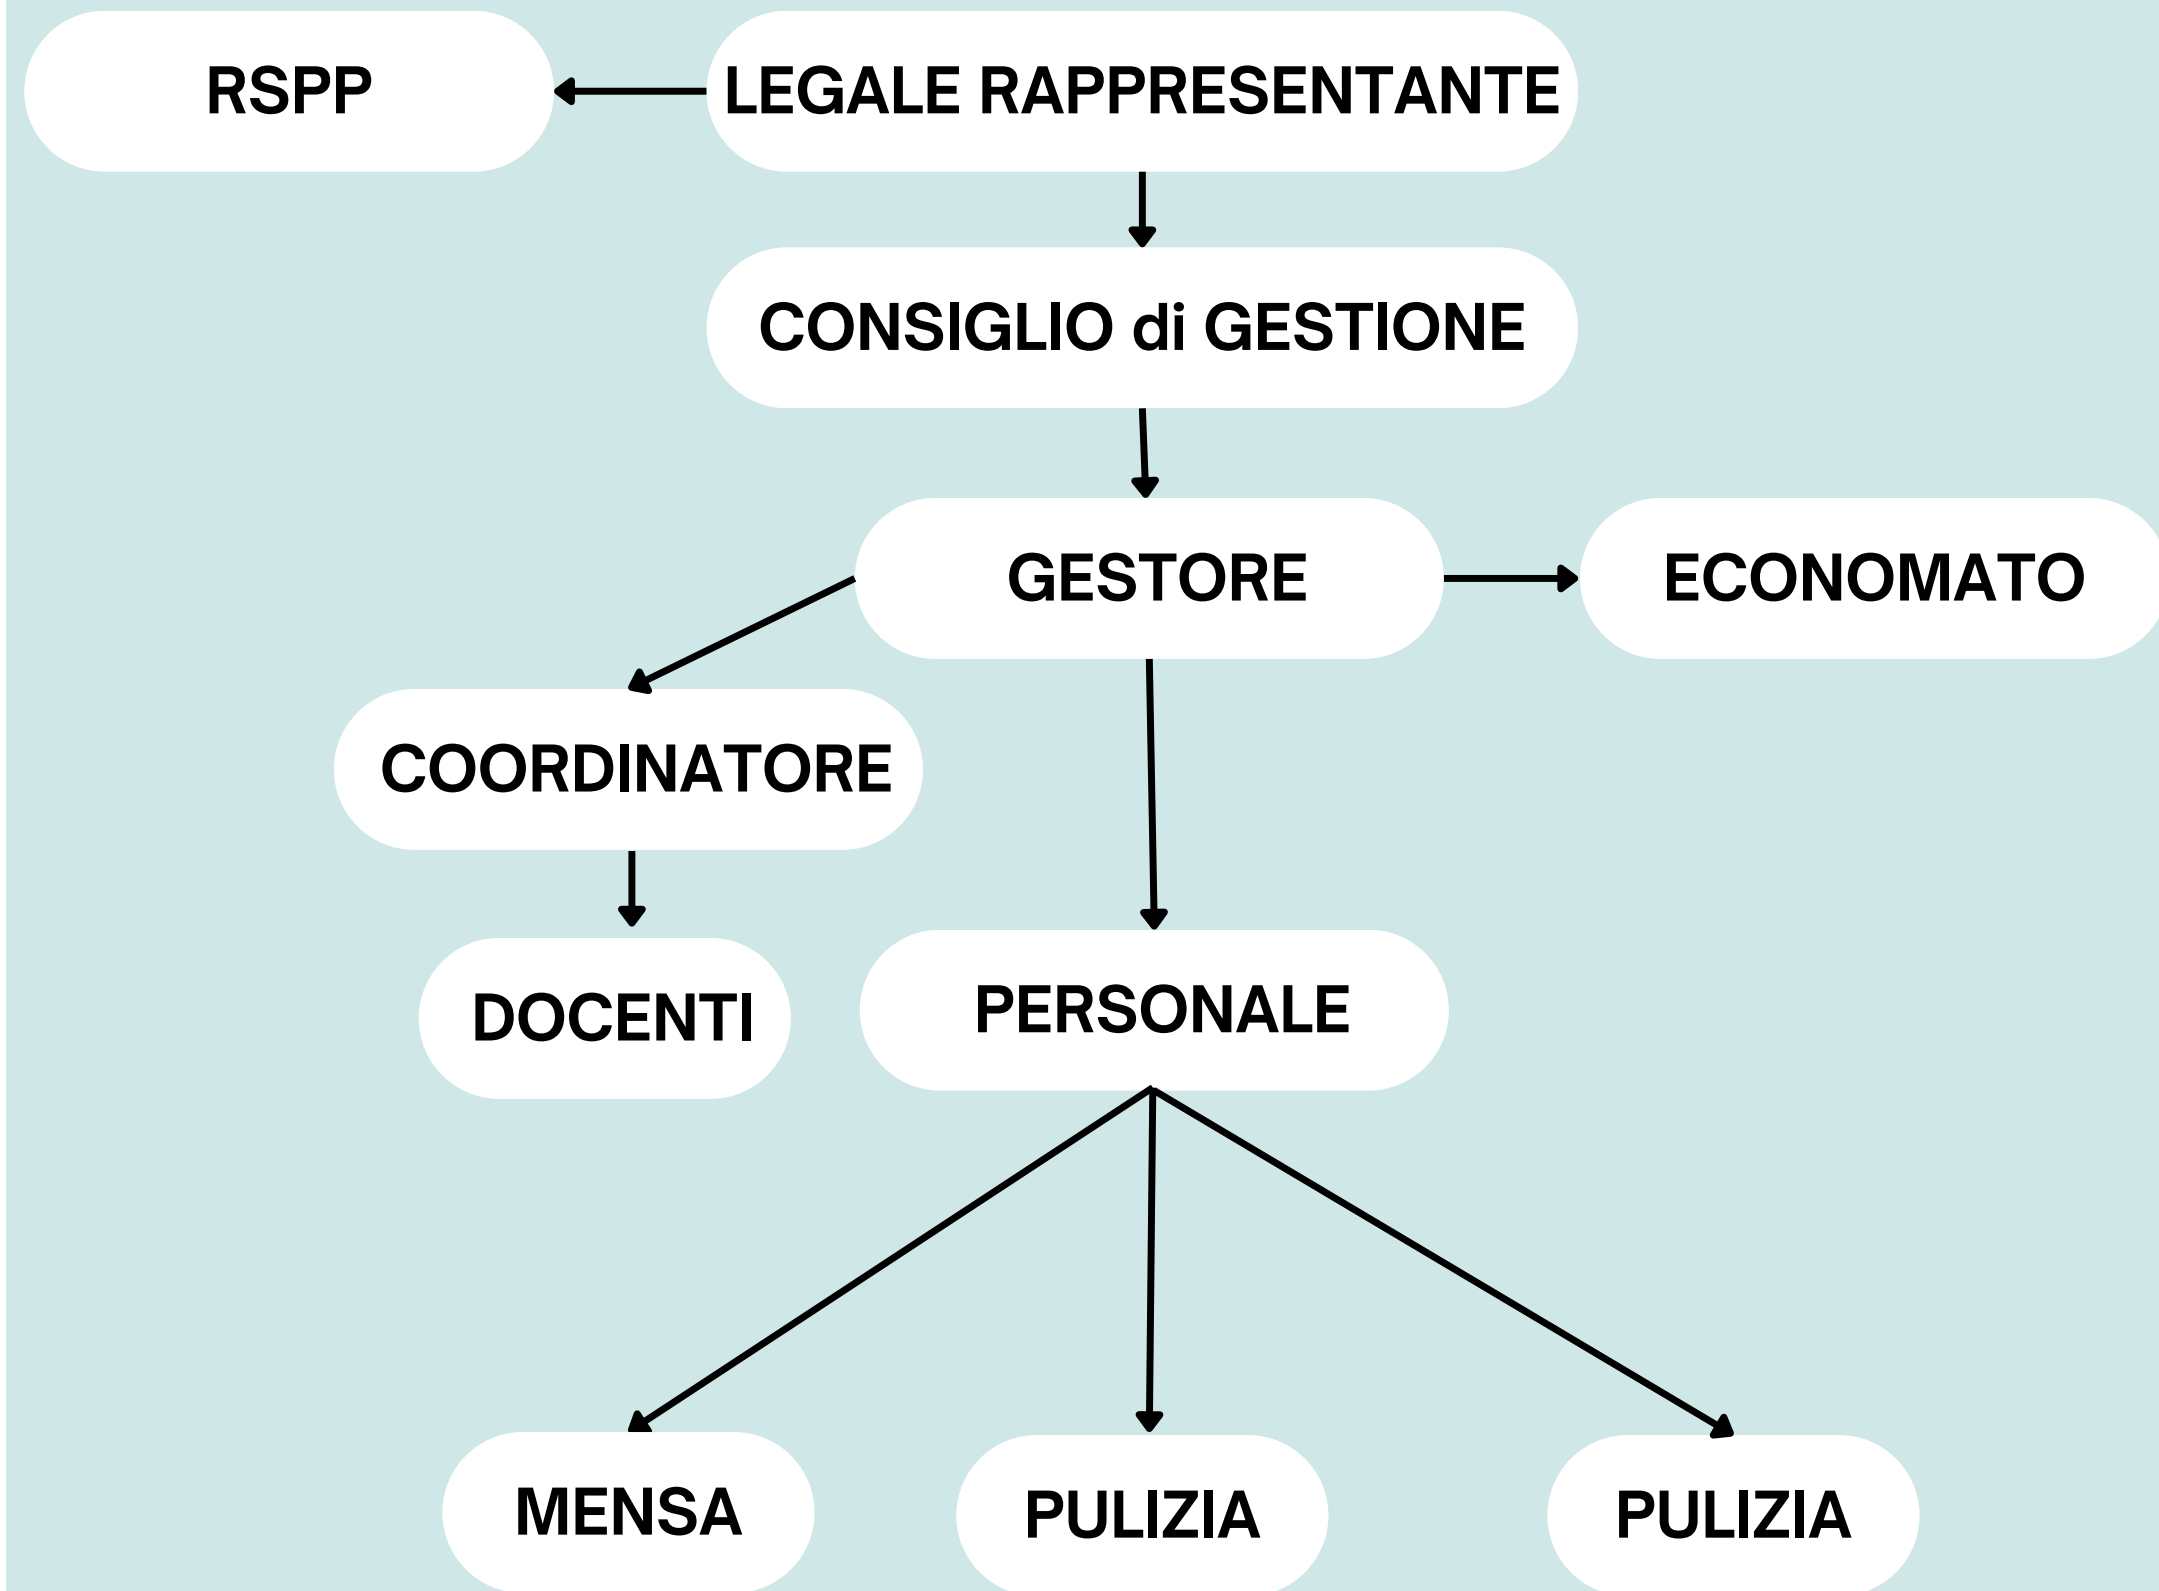 RSPP
LEGALE RAPPRESENTANTE
CONSIGLIO di GESTIONE
GESTORE
ECONOMATO
COORDINATORE
DOCENTI
PERSONALE
MENSA
PULIZIA
PULIZIA